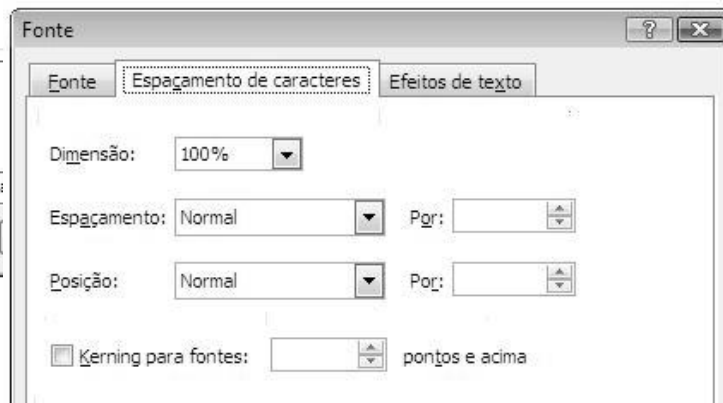 Fonte
Fonte Espaçamento de caracteres Efeitos de texto
Dimensão: 100%
Espaçamento: Normal Por:
Posição: Normal Por:
Kerning para fontes: pontos e acima